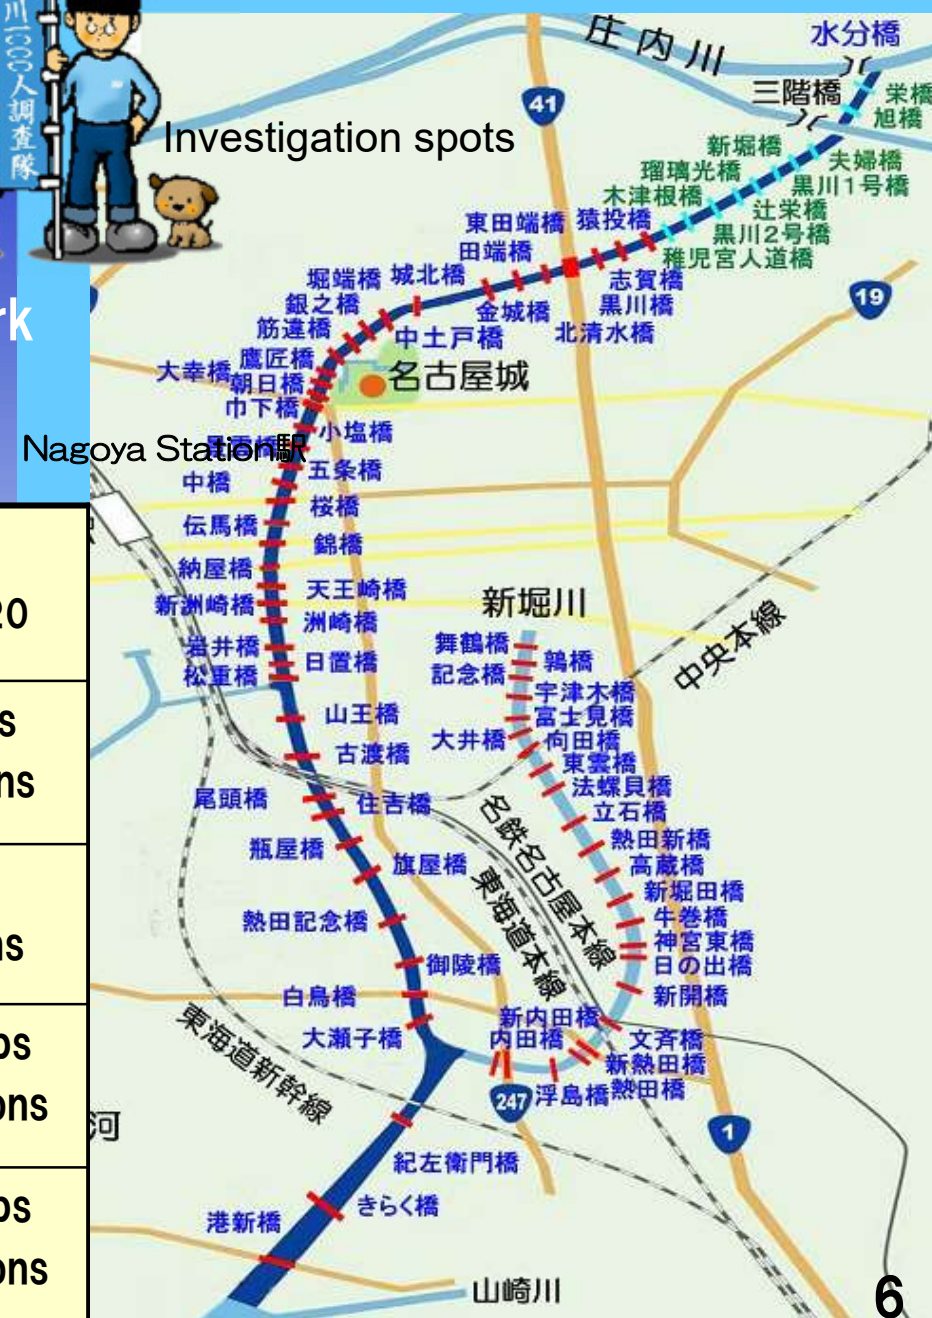 川1000人調査隊
Investigation spots
庄内川
水分橋
三階橋
栄橋
旭橋
41
新堀橋
夫婦橋
瑠璃光橋
黒川1号橋
木津根橋
辻栄橋
東田端橋
猿投橋
黒川2号橋
田端橋
稚児宮人道橋
堀端橋
城北橋
志賀橋
19
銀之橋
金城橋
黒川橋
筋違橋
中土戸橋
北清水橋
rk
鷹匠橋
大幸橋
名古屋城
朝日橋
巾下橋
小塩橋
Nagoya Station駅
五条橋
中橋
桜橋
伝馬橋
錦橋
納屋橋
天王崎橋
新洲崎橋
洲崎橋
新堀川
20
岩井橋
日置橋
松重橋
舞鶴橋
鶉橋
記念橋
中央本線
宇津木橋
富士見橋
s
山王橋
大井橋
向田橋
古渡橋
東雲橋
ns
法螺貝橋
尾頭橋
住吉橋
立石橋
名鉄名古屋本線
熱田新橋
瓶屋橋
旗屋橋
高蔵橋
東海道本線
新堀田橋
熱田記念橋
牛巻橋
神宮東橋
ns
御陵橋
日の出橋
白鳥橋
新開橋
大瀬子橋
新内田橋
内田橋
文斉橋
東海道新幹線
新熱田橋
os
熱田橋
浮島橋
247
ons
河
1
紀左衛門橋
os
きらく橋
港新橋
ons
山崎川
6